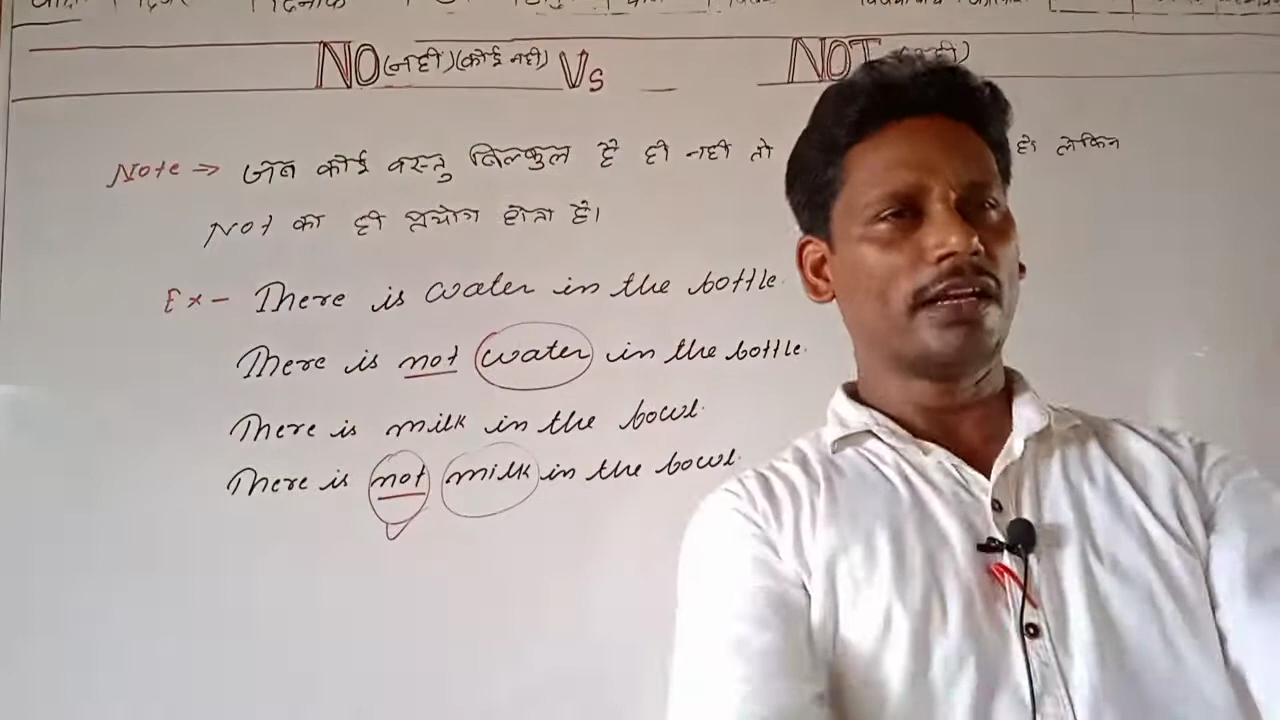 दिनांक
NO (नहीं) (कोई नहीं) Vs NOT
Note → जब कोई वस्तु बिल्कुल है ही नहीं तो है। लेकिन
Not का ही प्रयोग होता है।
Ex - There is water in the bottle.
There is not water in the bottle.
There is milk in the bowl.
There is not milk in the bowl.